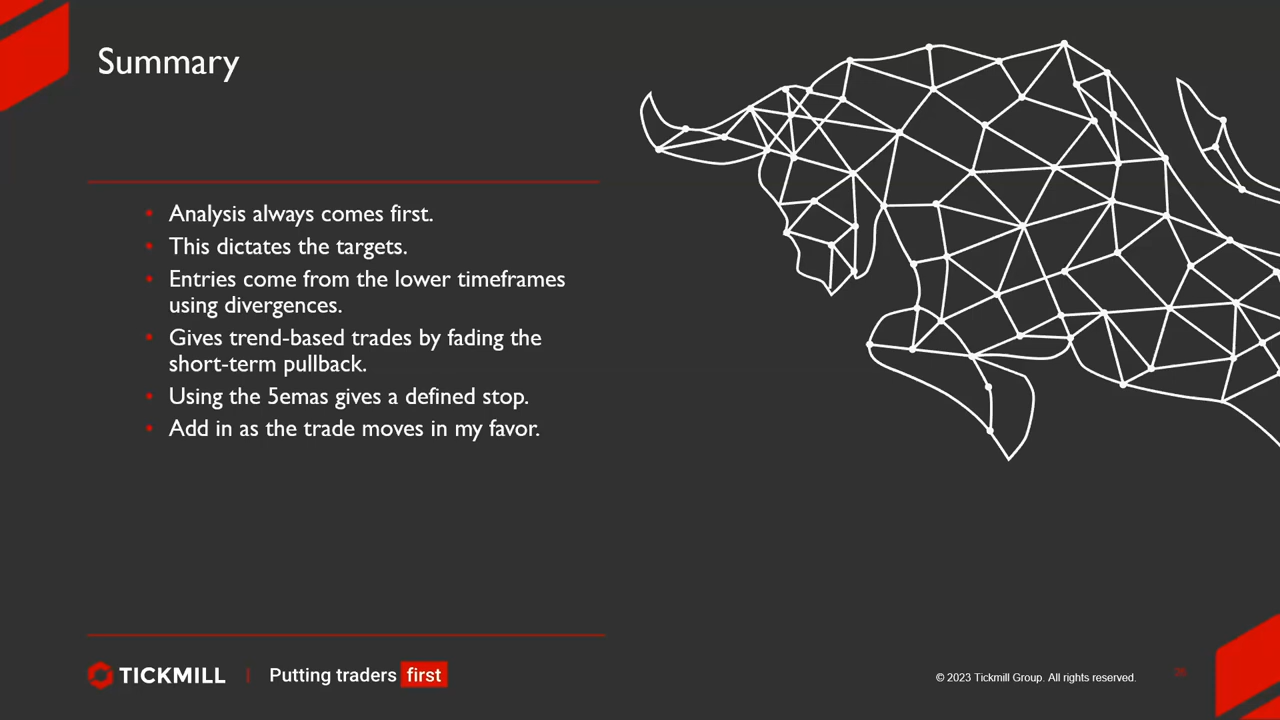 Summary
• Analysis always comes first.
• This dictates the targets.
• Entries come from the lower timeframes
using divergences.
• Gives trend-based trades by fading the
short-term pullback.
• Using the 5emas gives a defined stop.
• Add in as the trade moves in my favor.
TICKMILL | Putting traders first
© 2023 Tickmill Group. All rights reserved.